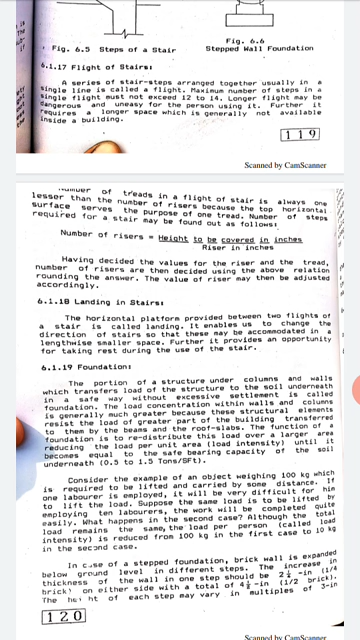 Fig. 6.5 Steps of a Stair
Fig. 6.6
Stepped Wall Foundation
6.1.17 Flight of Stairs:
A series of stair-steps arranged together usually in a
single line is called a flight. Maximum number of steps in a
single flight must not exceed 12 to 14. Longer flight may be
dangerous and uneasy for the person using it. Further it
requires a longer space which is generally not available
inside a building.
119
Scanned by CamScanner
Number of treads in a flight of stair is always one
lesser than the number of risers because the top horizontal
surface serves the purpose of one tread. Number of steps
required for a stair may be found out as follows:
Number of risers = Height to be covered in inches
Riser in inches
Having decided the values for the riser and the tread,
number of risers are then decided using the above relation
rounding the answer. The value of riser may then be adjusted
accordingly.
6.1.18 Landing in Stairs:
The horizontal platform provided between two flights of
a stair is called landing. It enables us to change the
direction of stairs so that these may be accommodated in a
lengthwise smaller space. Further it provides an opportunity
for taking rest during the use of the stair.
6.1.19 Foundation:
The portion of a structure under columns and walls
which transfers load of the structure to the soil underneath
in a safe way without excessive settlement is called
foundation. The load concentration within walls and columns
is generally much greater because these structural elements
resist the load of greater part of the building transferred
to them by the beams and the roof-slabs. The function of a
foundation is to re-distribute this load over a larger area
reducing the load per unit area (load intensity) until it
becomes equal to the safe bearing capacity of the soil
underneath (0.5 to 1.5 Tons/SFt).
Consider the example of an object weighing 100 kg which
is required to be lifted and carried by some distance. If
one labourer is employed, it will be very difficult for him
to lift the load. Suppose the same load is to be lifted by
employing ten labourers, the work will be completed quite
easily. What happens in the second case? Although the total
load remains the same, the load per person (called load
intensity) is reduced from 100 kg in the first case to 10 kg
in the second case.
In case of a stepped foundation, brick wall is expanded
below ground level in different steps. The increase in
thickness of the wall in one step should be 2¼ -in (1/4
brick) on either side with a total of 4½-in (1/2 brick).
The height of each step may vary in multiples of 3-in
120
Scanned by CamScanner